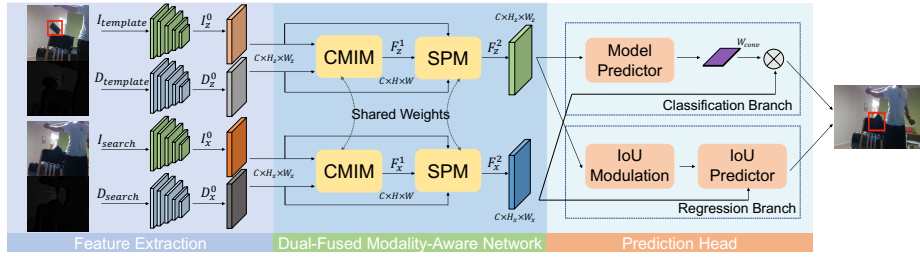 I_template
I_z^0
D_template
D_z^0
C×H_z×W_z
I_search
I_x^0
D_search
D_x^0
C×H_x×W_x
Feature Extraction
CMIM
F_z^1
SPM
F_z^2
C×H_z×W_z
C×H×W
Shared Weights
CMIM
F_x^1
SPM
F_x^2
C×H×W
C×H_x×W_x
Dual-Fused Modality-Aware Network
Model
Predictor
W_conv
Classification Branch
IoU
Modulation
IoU
Predictor
Regression Branch
Prediction Head